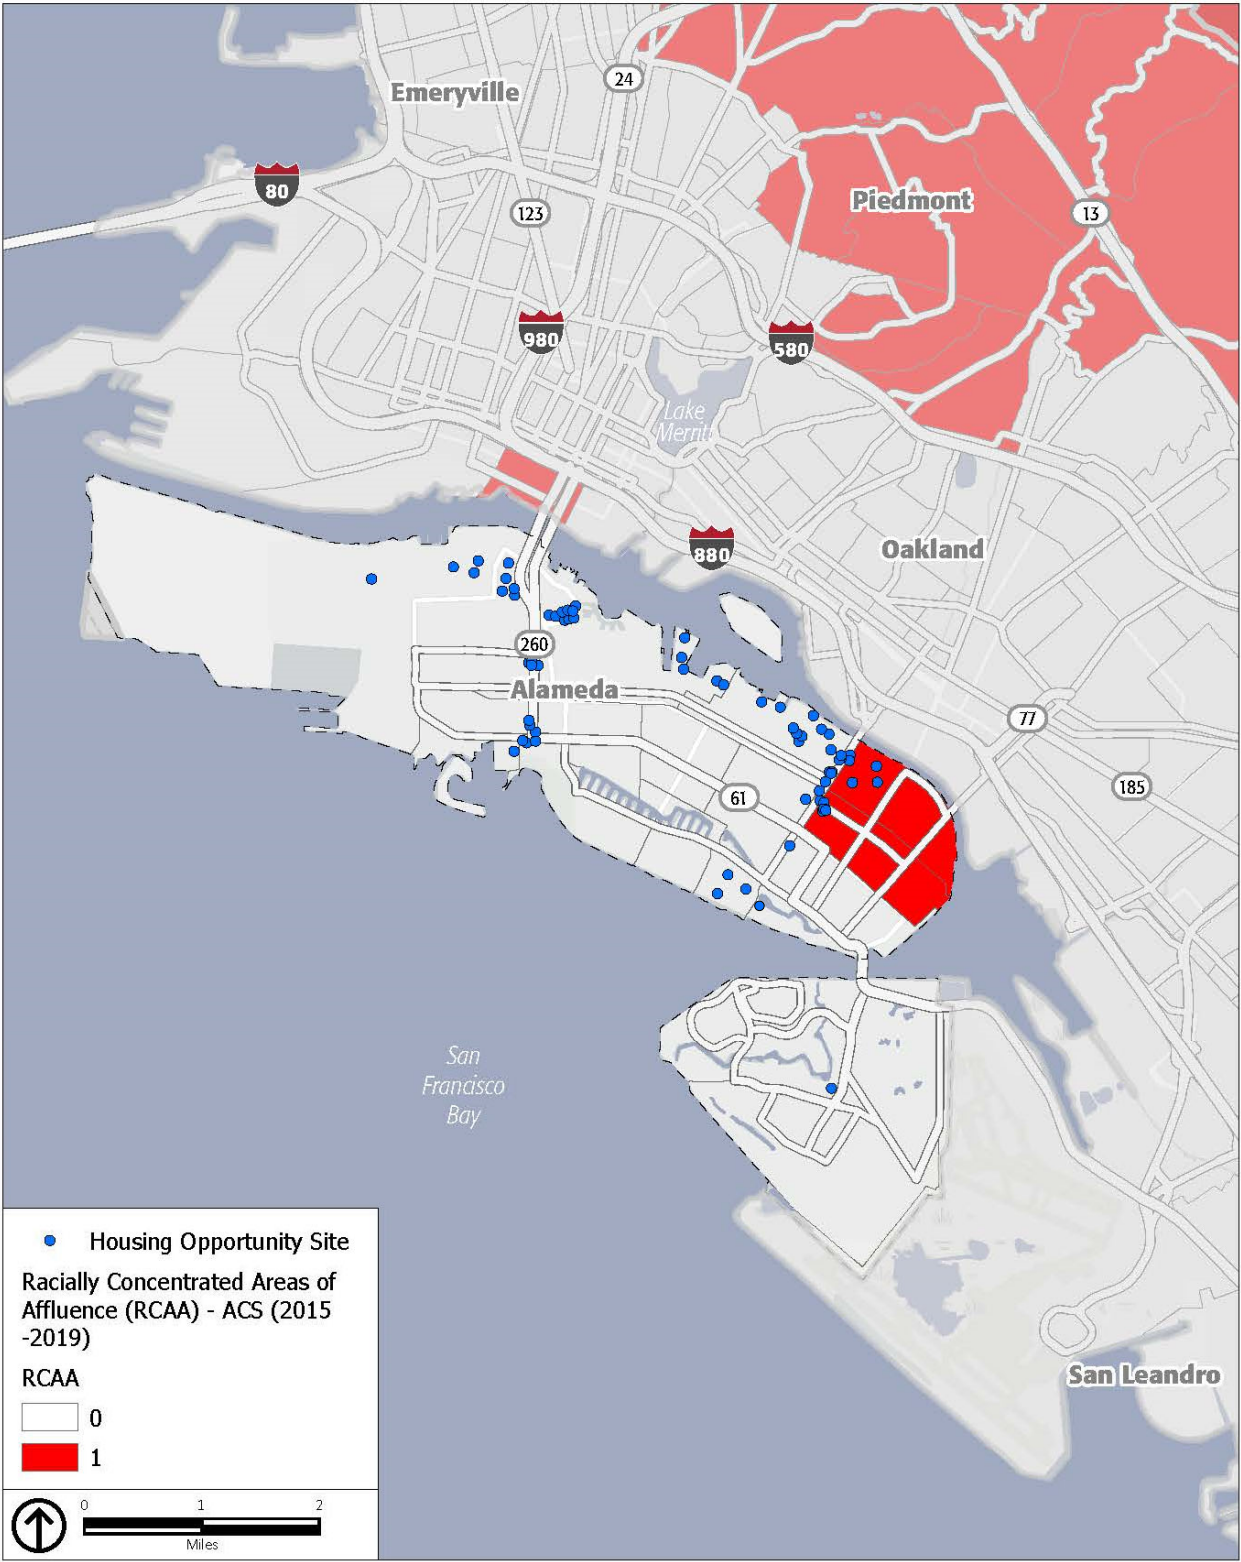 24
Emeryville
80
123
Piedmont
13
980
580
Lake
Merritt
880
Oakland
260
Alameda
77
61
185
San
Francisco
Bay
Housing Opportunity Site
Racially Concentrated Areas of
Affluence (RCAA) - ACS (2015
-2019)
RCAA
0
1
San Leandro
0 1 2
Miles